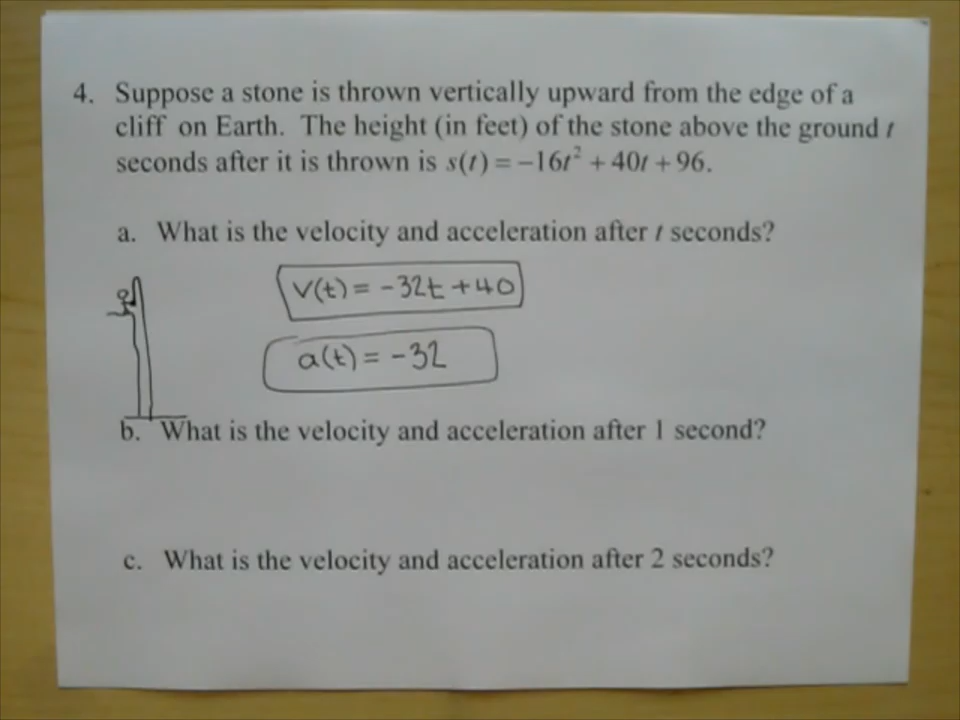 4. Suppose a stone is thrown vertically upward from the edge of a
cliff on Earth. The height (in feet) of the stone above the ground t
seconds after it is thrown is s(t) = −16t² + 40t + 96.
a. What is the velocity and acceleration after t seconds?
v(t) = -32t + 40
a(t) = -32
b. What is the velocity and acceleration after 1 second?
c. What is the velocity and acceleration after 2 seconds?